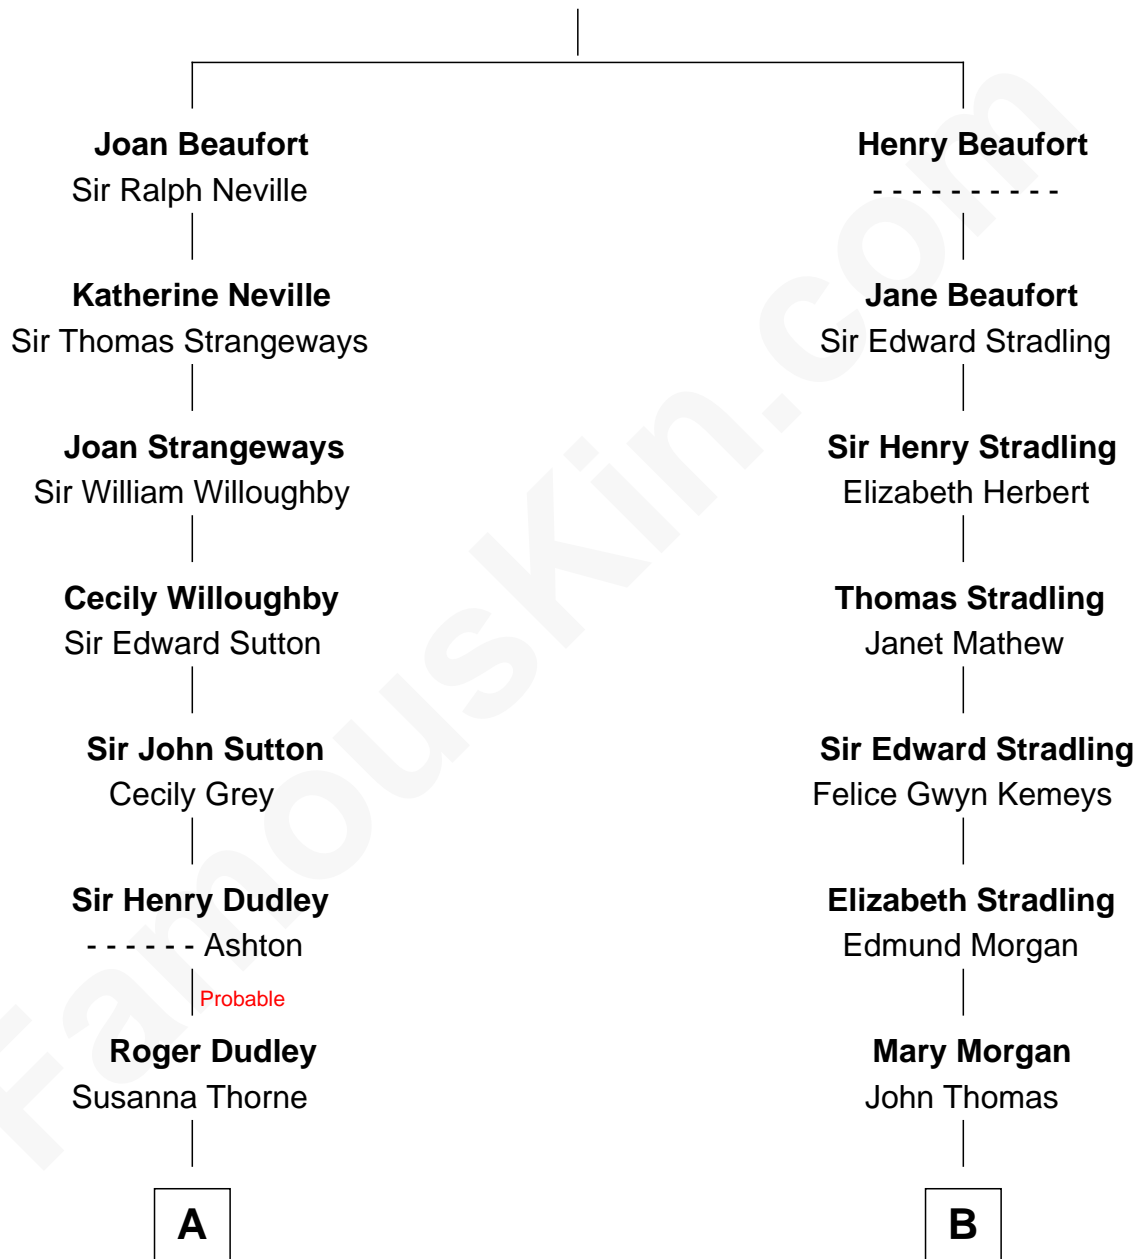 Joan Beaufort
Sir Ralph Neville
Katherine Neville
Sir Thomas Strangeways
Joan Strangeways
Sir William Willoughby
Cecily Willoughby
Sir Edward Sutton
Sir John Sutton
Cecily Grey
Sir Henry Dudley
- - - - - - Ashton
Probable
Roger Dudley
Susanna Thorne
A
Henry Beaufort
- - - - - - - - - -
Jane Beaufort
Sir Edward Stradling
Sir Henry Stradling
Elizabeth Herbert
Thomas Stradling
Janet Mathew
Sir Edward Stradling
Felice Gwyn Kemeys
Elizabeth Stradling
Edmund Morgan
Mary Morgan
John Thomas
B
FamousKin.com